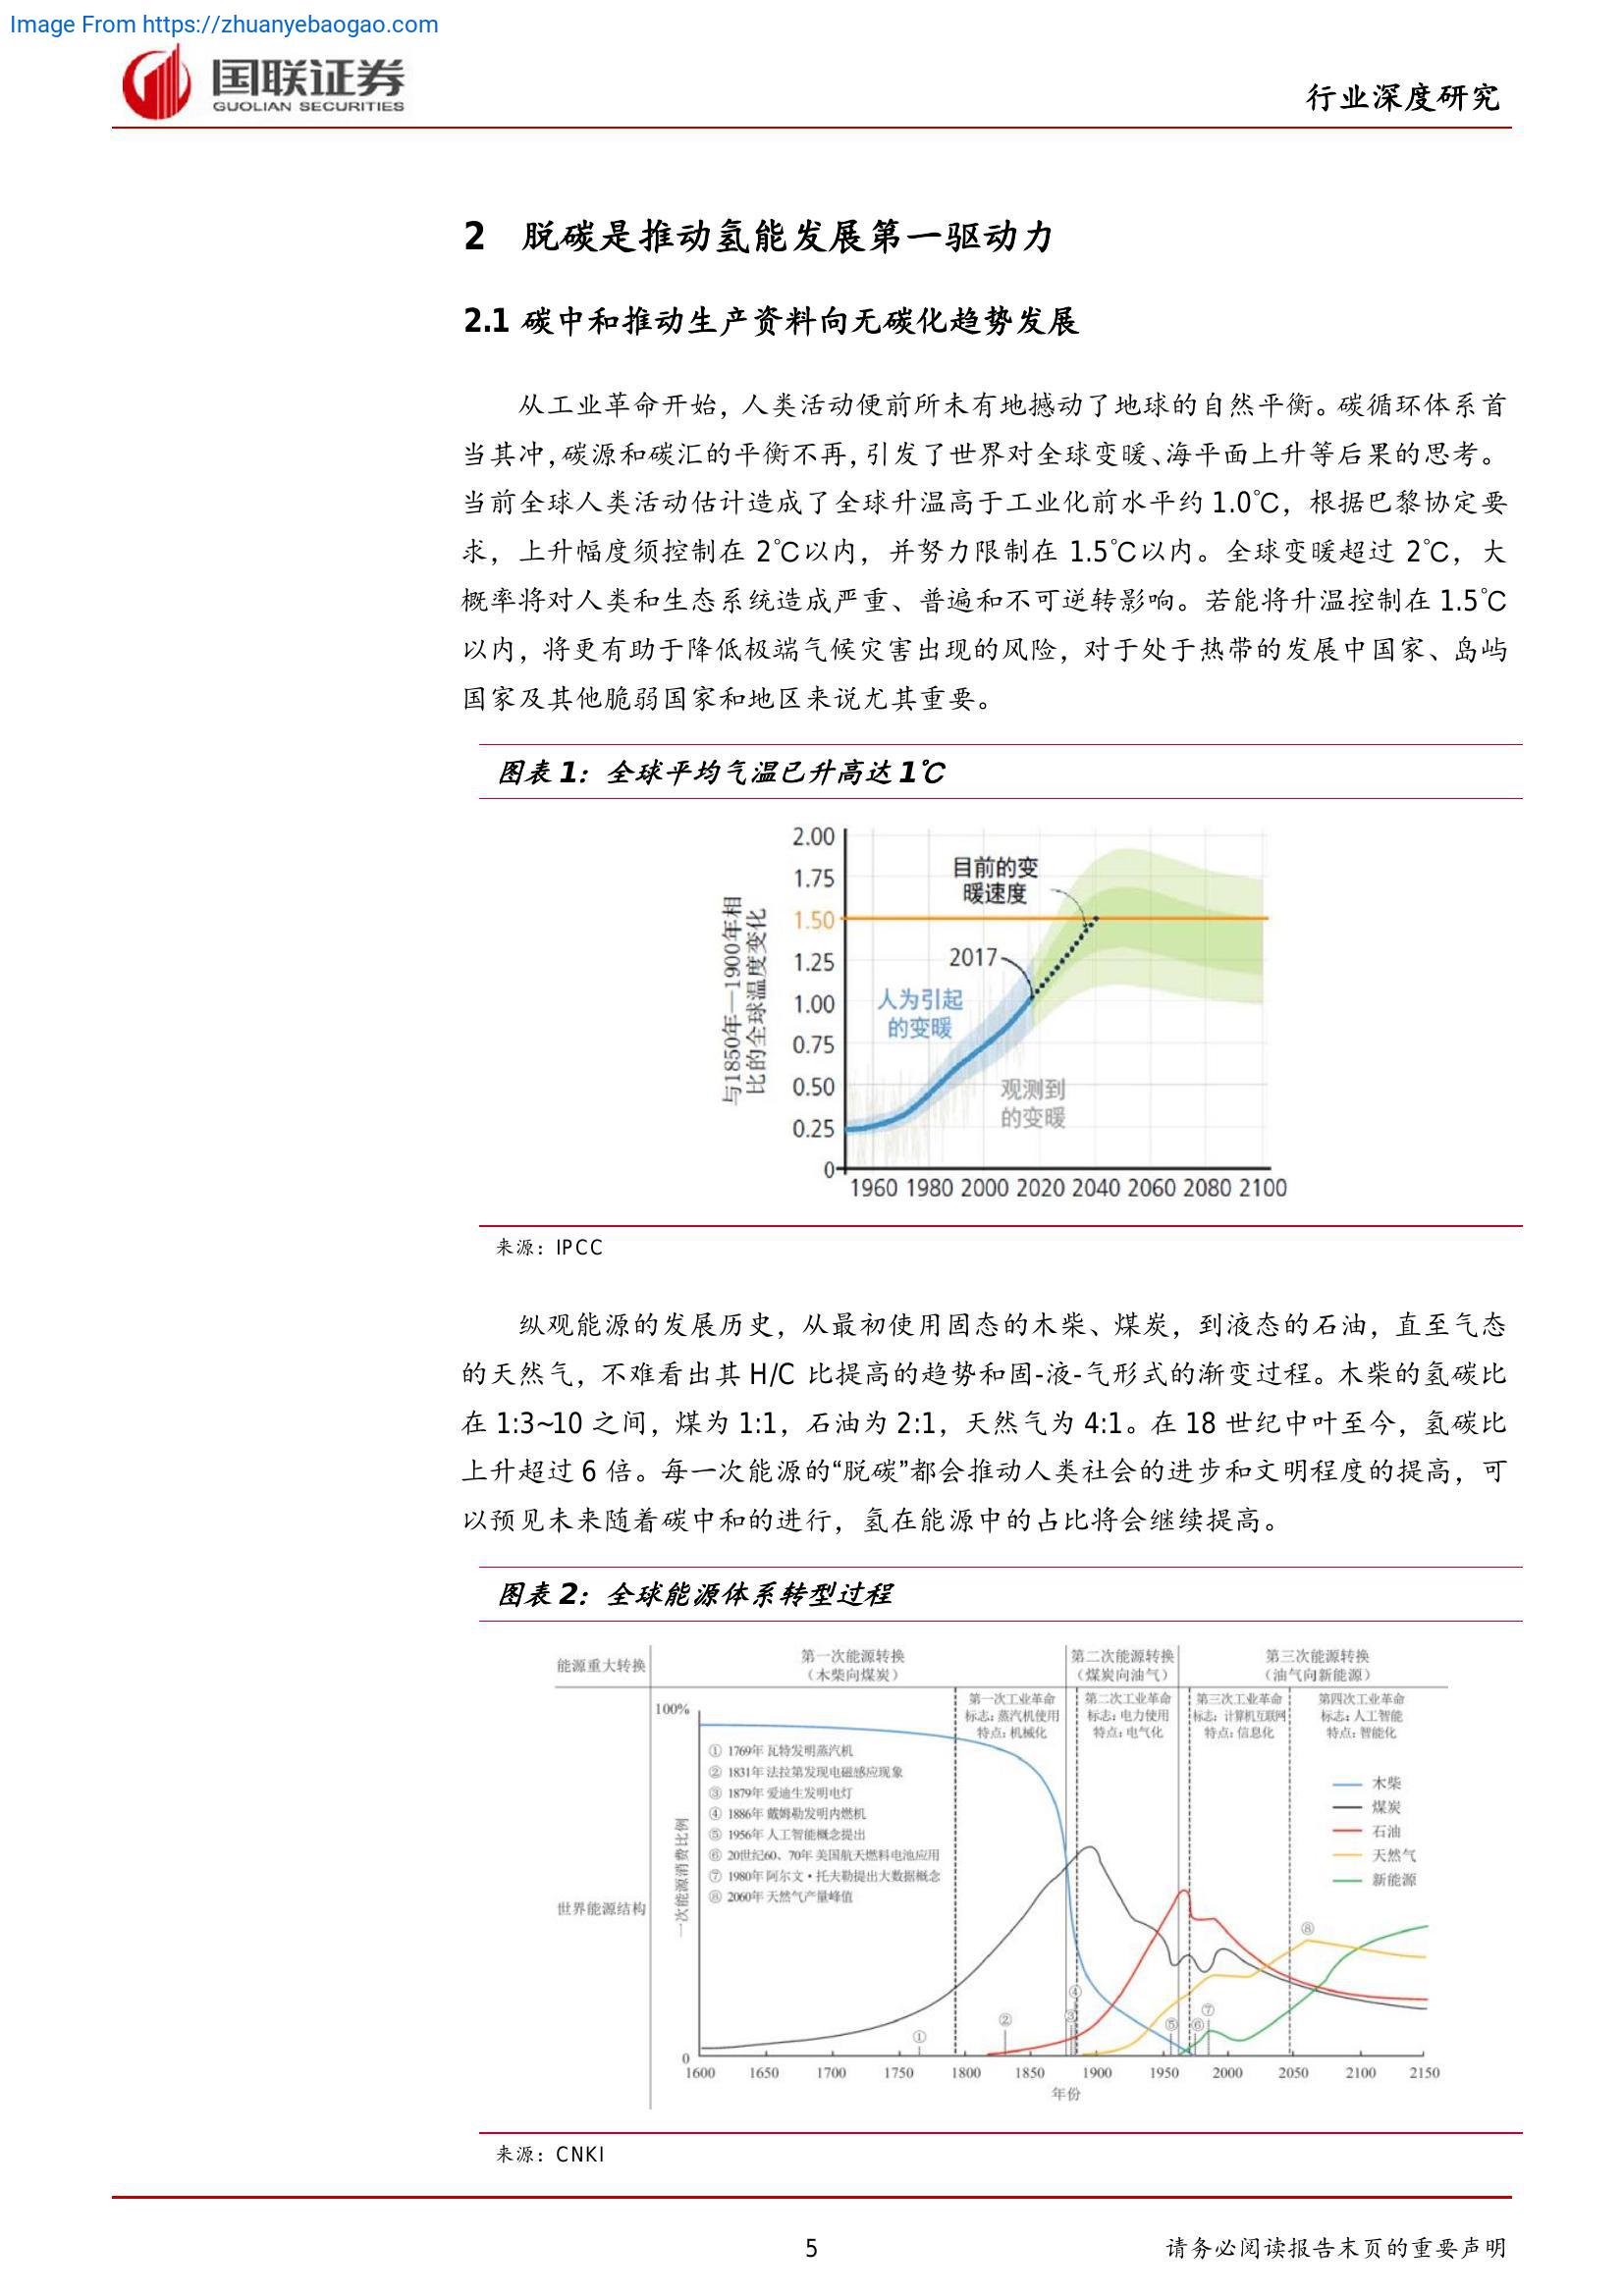 Image From https://zhuanyebaogao.com
国联证券
GUOLIAN SECURITIES
行业深度研究
2 脱碳是推动氢能发展第一驱动力
2.1 碳中和推动生产资料向无碳化趋势发展
从工业革命开始，人类活动便前所未有地撼动了地球的自然平衡。碳循环体系首
当其冲，碳源和碳汇的平衡不再，引发了世界对全球变暖、海平面上升等后果的思考。
当前全球人类活动估计造成了全球升温高于工业化前水平约 1.0℃，根据巴黎协定要
求，上升幅度须控制在 2℃以内，并努力限制在 1.5℃以内。全球变暖超过 2℃，大
概率将对人类和生态系统造成严重、普遍和不可逆转影响。若能将升温控制在 1.5℃
以内，将更有助于降低极端气候灾害出现的风险，对于处于热带的发展中国家、岛屿
国家及其他脆弱国家和地区来说尤其重要。
图表 1：全球平均气温已升高达 1℃
与1850年—1900年相
比的全球温度变化
2.00
1.75
1.50
1.25
1.00
0.75
0.50
0.25
0
目前的变
暖速度
2017
人为引起
的变暖
观测到
的变暖
1960 1980 2000 2020 2040 2060 2080 2100
来源：IPCC
纵观能源的发展历史，从最初使用固态的木柴、煤炭，到液态的石油，直至气态
的天然气，不难看出其 H/C 比提高的趋势和固-液-气形式的渐变过程。木柴的氢碳比
在 1:3~10 之间，煤为 1:1，石油为 2:1，天然气为 4:1。在 18 世纪中叶至今，氢碳比
上升超过 6 倍。每一次能源的“脱碳”都会推动人类社会的进步和文明程度的提高，可
以预见未来随着碳中和的进行，氢在能源中的占比将会继续提高。
图表 2：全球能源体系转型过程
能源重大转换
第一次能源转换
（木柴向煤炭）
第二次能源转换
（煤炭向油气）
第三次能源转换
（油气向新能源）
第一次工业革命
标志：蒸汽机使用
特点：机械化
第二次工业革命
标志：电力使用
特点：电气化
第三次工业革命
标志：计算机互联网
特点：信息化
第四次工业革命
标志：人工智能
特点：智能化
100%
① 1769年 瓦特发明蒸汽机
② 1831年 法拉第发现电磁感应现象
③ 1879年 爱迪生发明电灯
④ 1886年 戴姆勒发明内燃机
⑤ 1956年 人工智能概念提出
⑥ 20世纪60、70年 美国航天燃料电池应用
⑦ 1980年 阿尔文·托夫勒提出大数据概念
⑧ 2060年 天然气产量峰值
木柴
煤炭
石油
天然气
新能源
世界能源结构
一次能源消费比例
①
②
③
④
⑤
⑥
⑦
⑧
0
1600 1650 1700 1750 1800 1850 1900 1950 2000 2050 2100 2150
年份
来源：CNKI
5
请务必阅读报告末页的重要声明